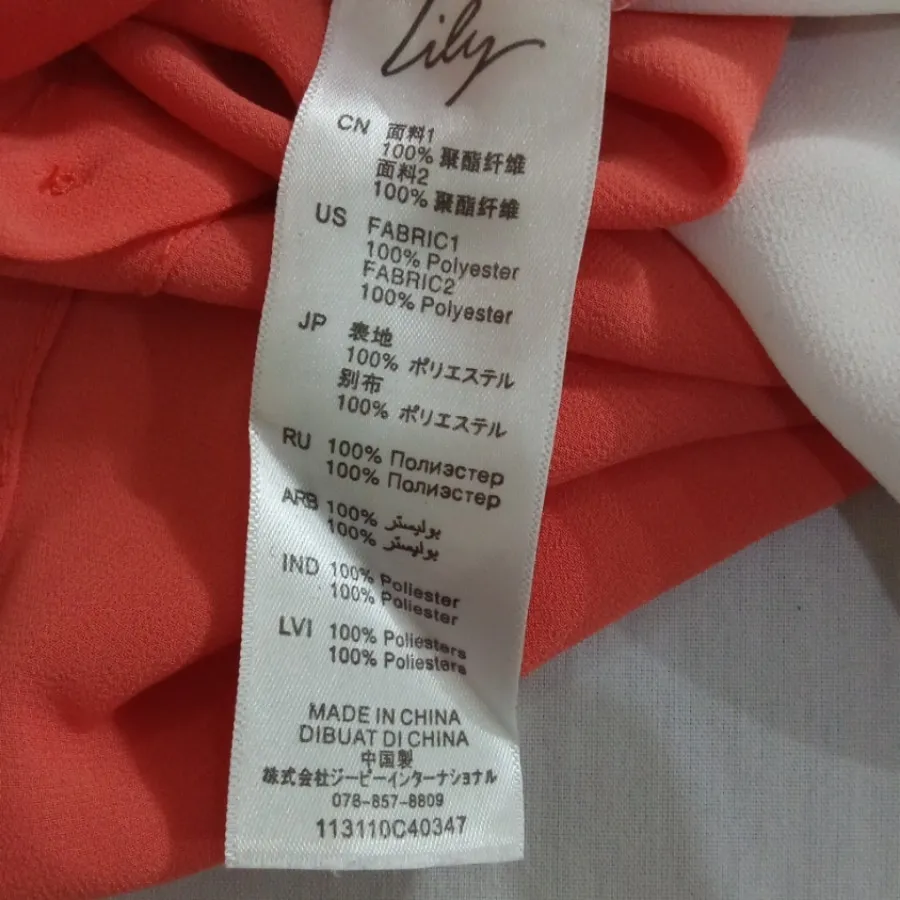 Lily
CN 面料1
100% 聚酯纤维
面料2
100% 聚酯纤维
US FABRIC1
100% Polyester
FABRIC2
100% Polyester
JP 表地
100% ポリエステル
别布
100% ポリエステル
RU 100% Полиэстер
100% Полиэстер
ARB 100% بوليستر
100% بوليستر
IND 100% Poliester
100% Poliester
LVI 100% Poliesters
100% Poliesters
MADE IN CHINA
DIBUAT DI CHINA
中国製
株式会社ジーピーインターナショナル
078-857-8809
113110C40347